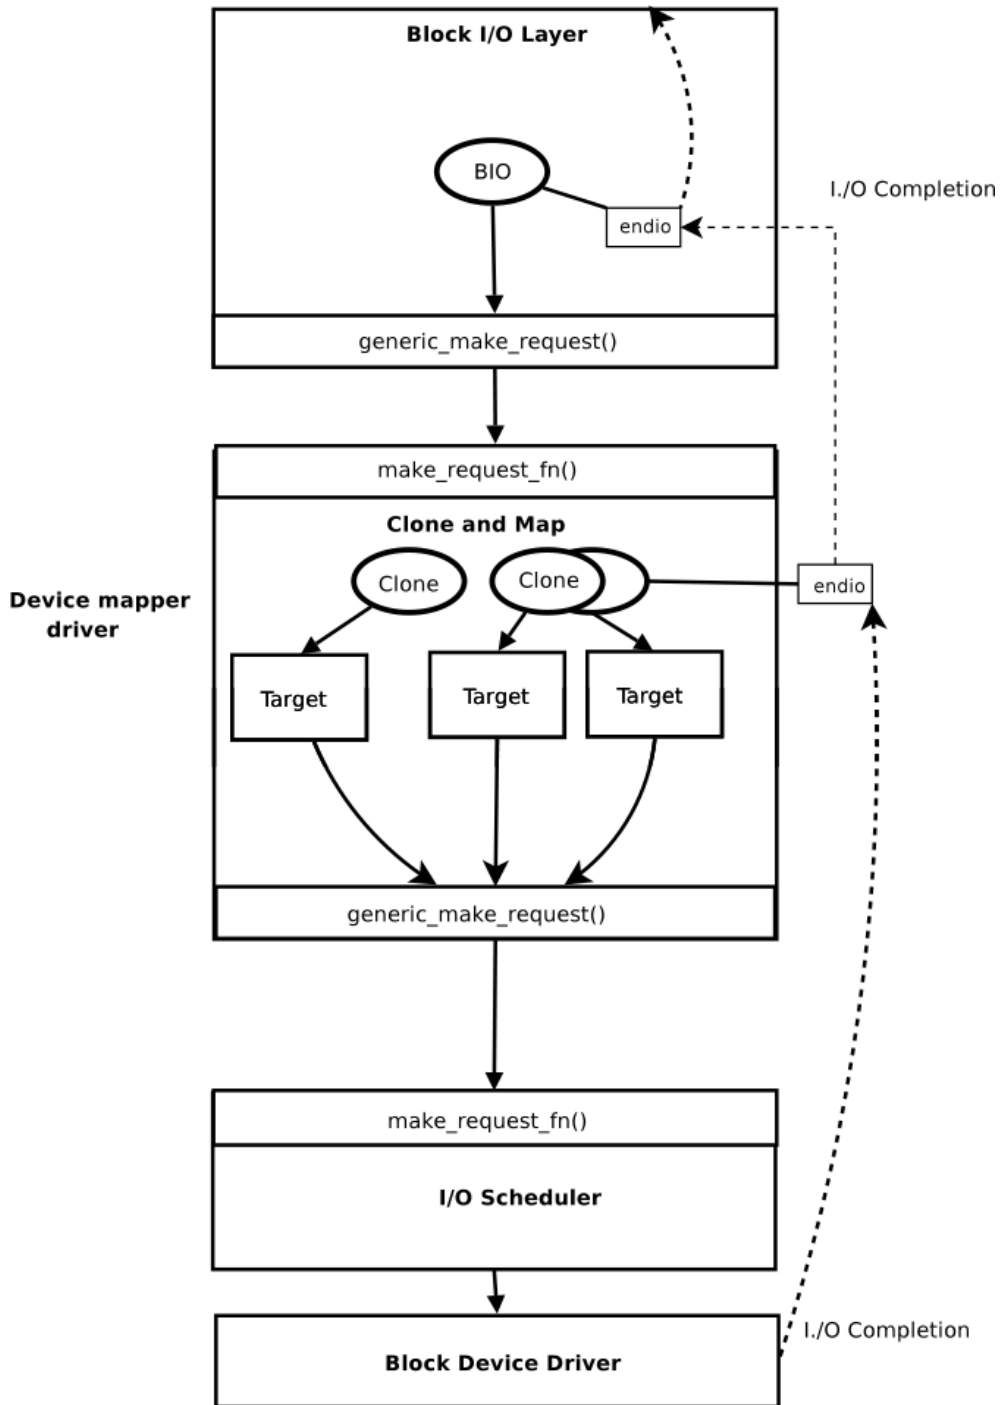 Block I/O Layer
BIO
I./O Completion
endio
generic_make_request()
make_request_fn()
Clone and Map
Clone
Clone
endio
Device mapper
driver
Target
Target
Target
generic_make_request()
make_request_fn()
I/O Scheduler
I./O Completion
Block Device Driver